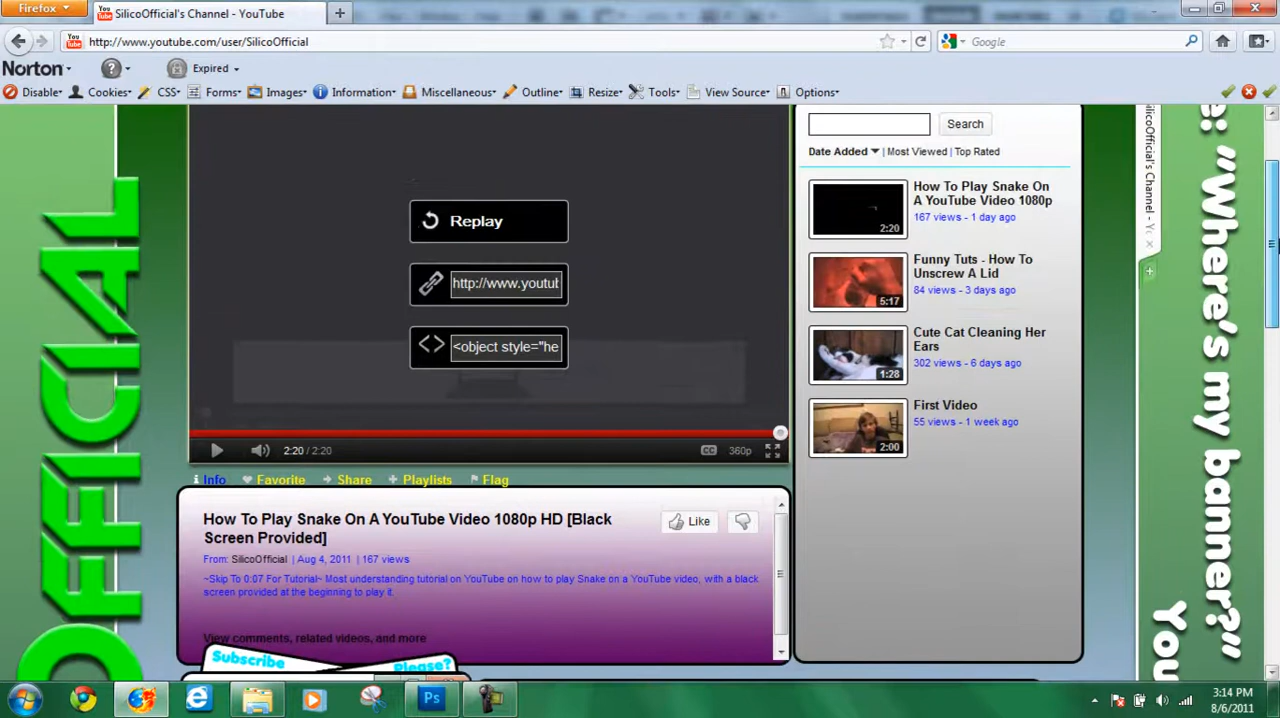 Firefox
SilicoOfficial's Channel - YouTube
http://www.youtube.com/user/SilicoOfficial
Google
Norton
Expired
Disable
Cookies
CSS
Forms
Images
Information
Miscellaneous
Outline
Resize
Tools
View Source
Options
OFFICIAL
Replay
http://www.youtut
<object style="he
2:20 / 2:20
CC
360p
Info
Favorite
Share
Playlists
Flag
How To Play Snake On A YouTube Video 1080p HD [Black
Screen Provided]
Like
From: SilicoOfficial | Aug 4, 2011 | 167 views
~Skip To 0:07 For Tutorial~ Most understanding tutorial on YouTube on how to play Snake on a YouTube video, with a black
screen provided at the beginning to play it.
View comments, related videos, and more
Subscribe
Please?
Search
Date Added | Most Viewed | Top Rated
2:20
How To Play Snake On
A YouTube Video 1080p
167 views - 1 day ago
5:17
Funny Tuts - How To
Unscrew A Lid
84 views - 3 days ago
1:28
Cute Cat Cleaning Her
Ears
302 views - 6 days ago
2:00
First Video
55 views - 1 week ago
SilicoOfficial's Channel - Y
e: "Where's my banner?"
You
Ps
3:14 PM
8/6/2011